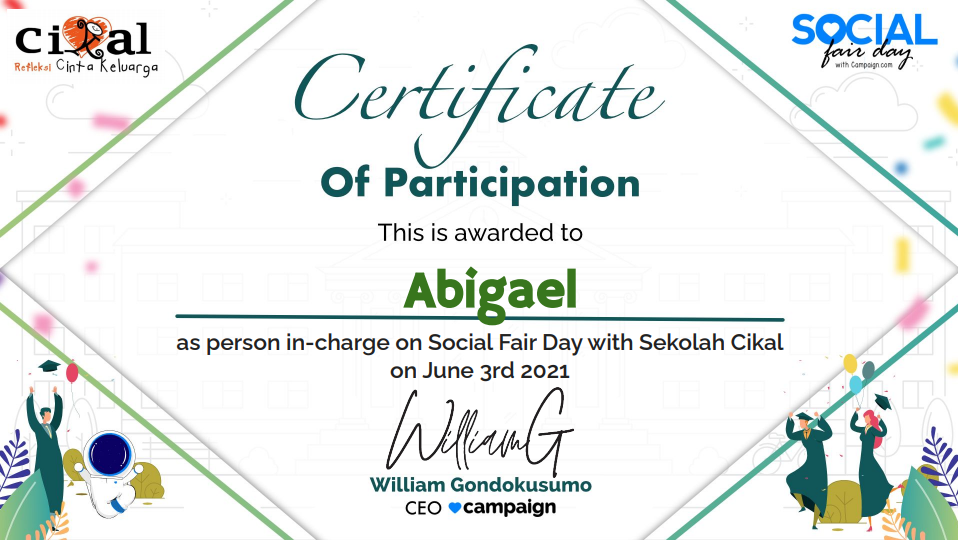 cikal
Refleksi Cinta Keluarga
SOCIAL
fair day
with Campaign.com
Certificate
Of Participation
This is awarded to
Abigael
as person in-charge on Social Fair Day with Sekolah Cikal
on June 3rd 2021
WilliamG
William Gondokusumo
CEO campaign